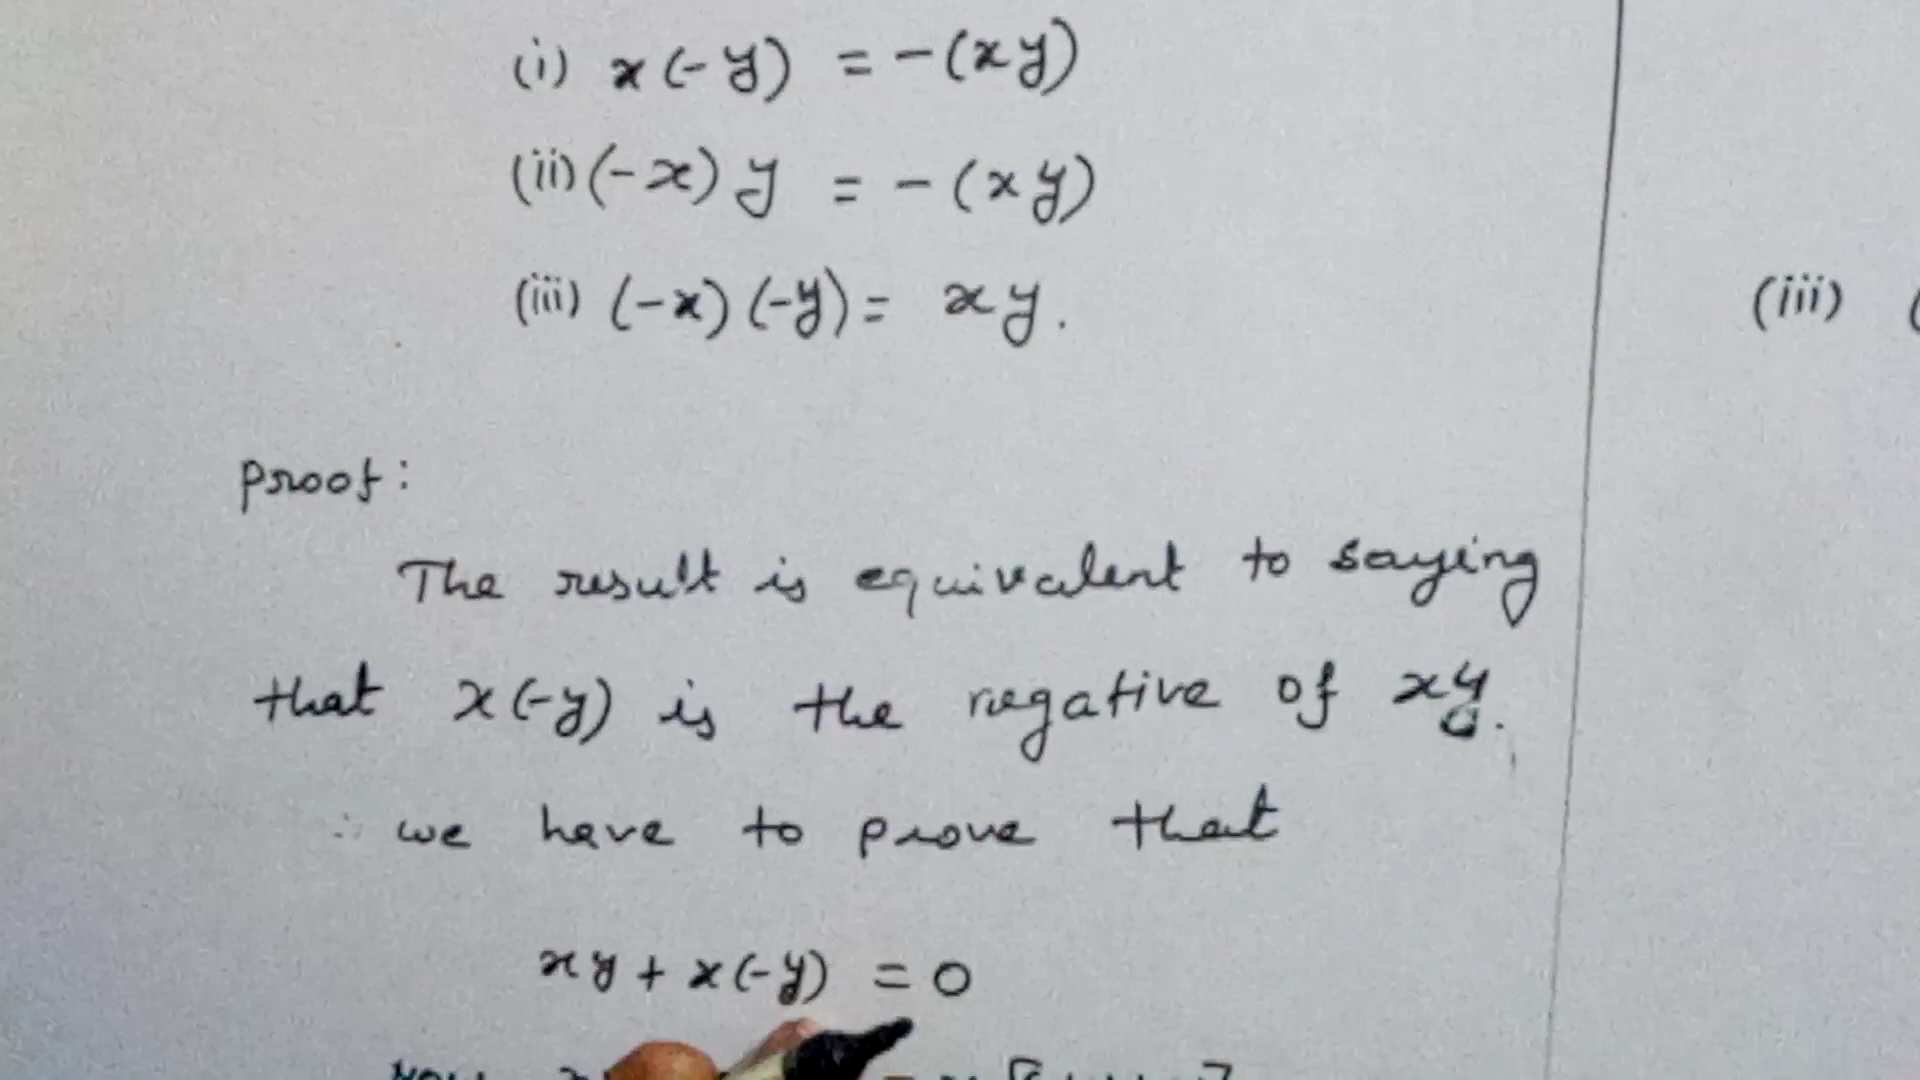 (i) x(-y) = -(xy)
(ii) (-x) y = -(xy)
(iii) (-x) (-y) = xy.
proof:
The result is equivalent to saying
that x(-y) is the negative of xy.
∴ we have to prove that
xy + x(-y) = 0
Now
(iii) (